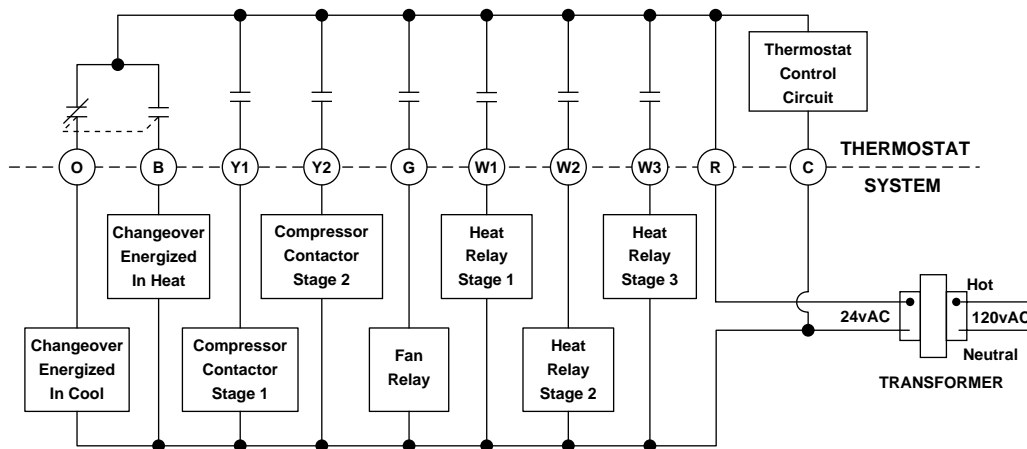 Thermostat
Control
Circuit
O B Y1 Y2 G W1 W2 W3 R C
THERMOSTAT
SYSTEM
Changeover
Energized
In Heat
Compressor
Contactor
Stage 2
Heat
Relay
Stage 1
Heat
Relay
Stage 3
Changeover
Energized
In Cool
Compressor
Contactor
Stage 1
Fan
Relay
Heat
Relay
Stage 2
Hot
24vAC
120vAC
Neutral
TRANSFORMER